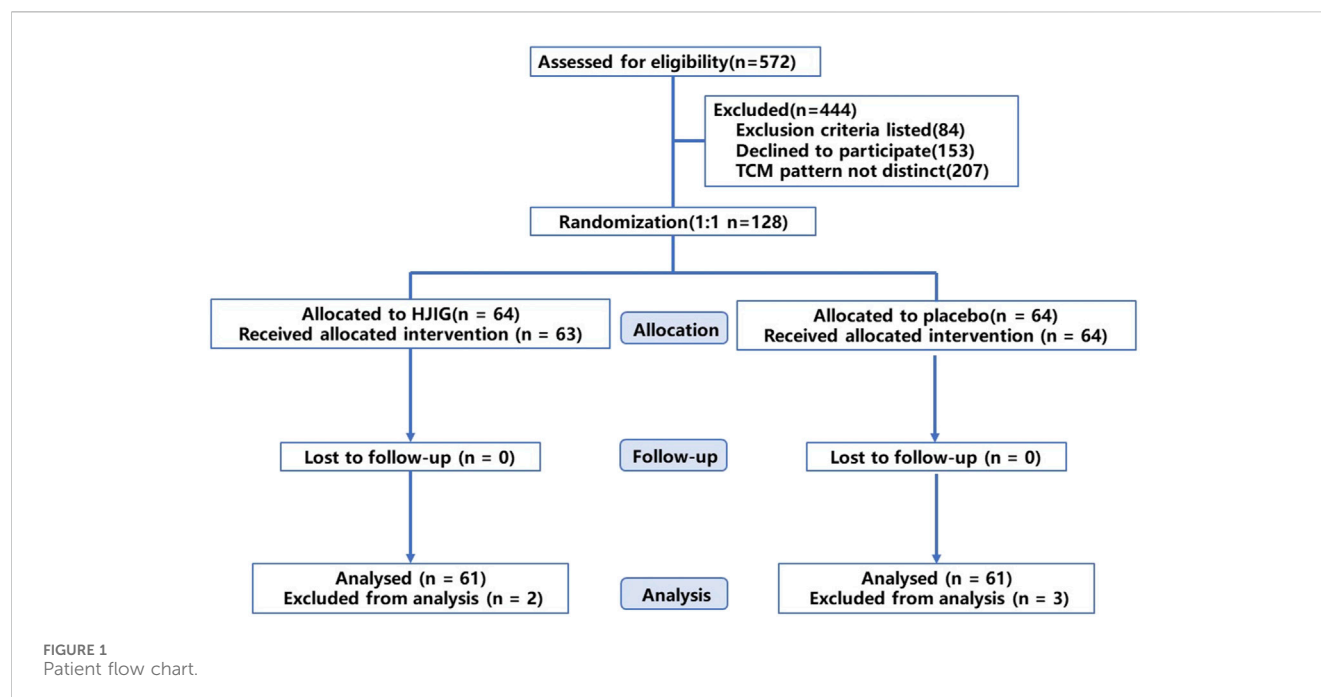 Assessed for eligibility(n=572)
Excluded(n=444)
Exclusion criteria listed(84)
Declined to participate(153)
TCM pattern not distinct(207)
Randomization(1:1 n=128)
Allocated to HJIG(n = 64)
Received allocated intervention (n = 63)
Allocation
Allocated to placebo(n = 64)
Received allocated intervention (n = 64)
Lost to follow-up (n = 0)
Follow-up
Lost to follow-up (n = 0)
Analysed (n = 61)
Excluded from analysis (n = 2)
Analysis
Analysed (n = 61)
Excluded from analysis (n = 3)
FIGURE 1
Patient flow chart.